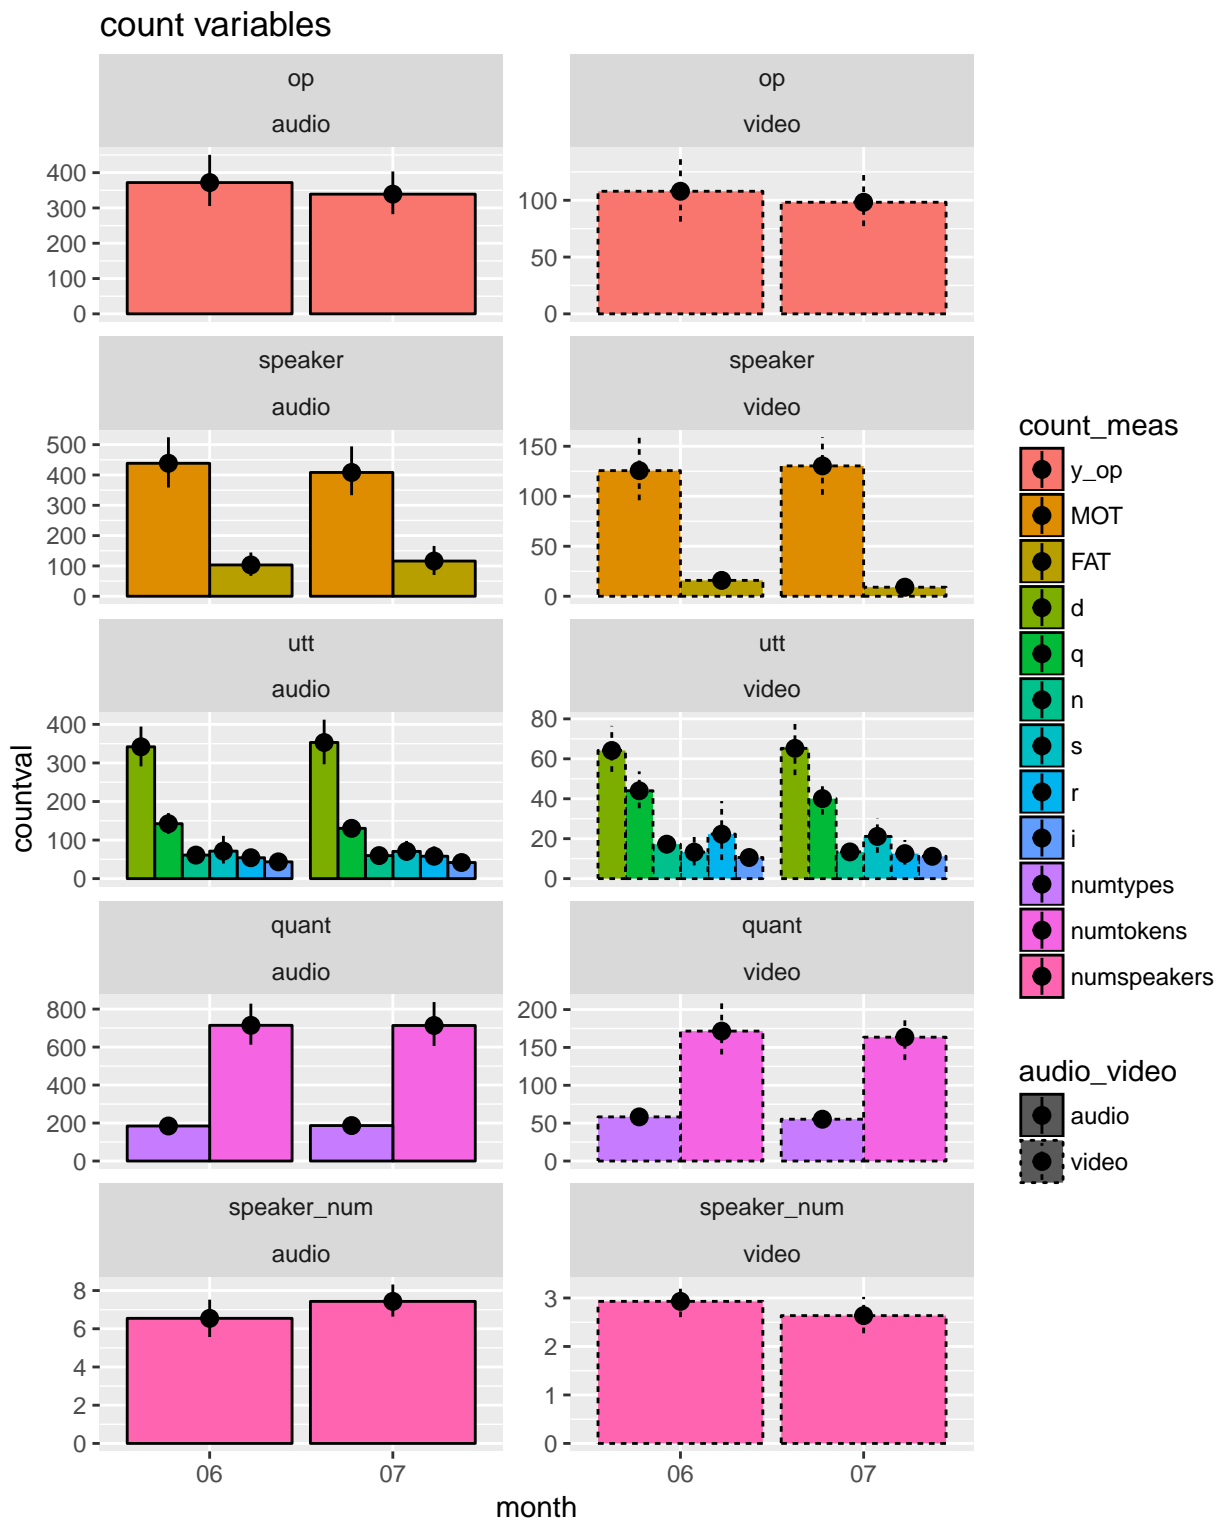 count variables
op
audio
op
video
400
300
200
100
0
100
50
0
speaker
audio
speaker
video
500
400
300
200
100
0
150
100
50
0
utt
audio
utt
video
400
300
200
100
0
80
60
40
20
0
quant
audio
quant
video
800
600
400
200
0
200
150
100
50
0
speaker_num
audio
speaker_num
video
8
6
4
2
0
3
2
1
0
06
07
06
07
month
countval
count_meas
y_op
MOT
FAT
d
q
n
s
r
i
numtypes
numtokens
numspeakers
audio_video
audio
video